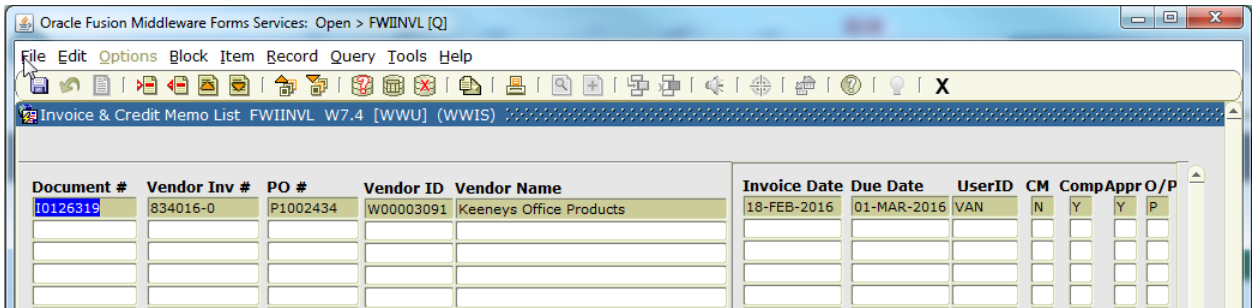 Oracle Fusion Middleware Forms Services:  Open > FWIINVL [Q]
File Edit Options Block Item Record Query Tools Help
Invoice & Credit Memo List FWIINVL W7.4 [WWU] (WWIS)
Document # Vendor Inv # PO # Vendor ID Vendor Name Invoice Date Due Date UserID CM Comp Appr O/P
I0126319 834016-0 P1002434 W00003091 Keeneys Office Products 18-FEB-2016 01-MAR-2016 VAN N Y Y P